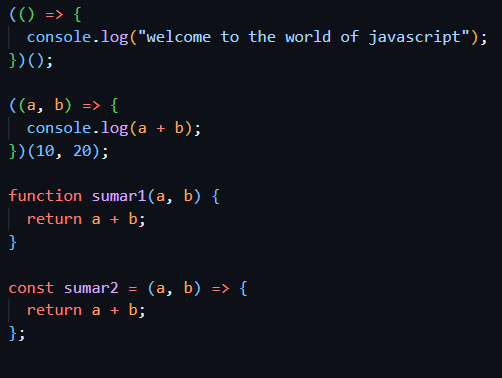 (() => {
  console.log("welcome to the world of javascript");
})();

((a, b) => {
  console.log(a + b);
})(10, 20);

function sumar1(a, b) {
  return a + b;
}

const sumar2 = (a, b) => {
  return a + b;
};